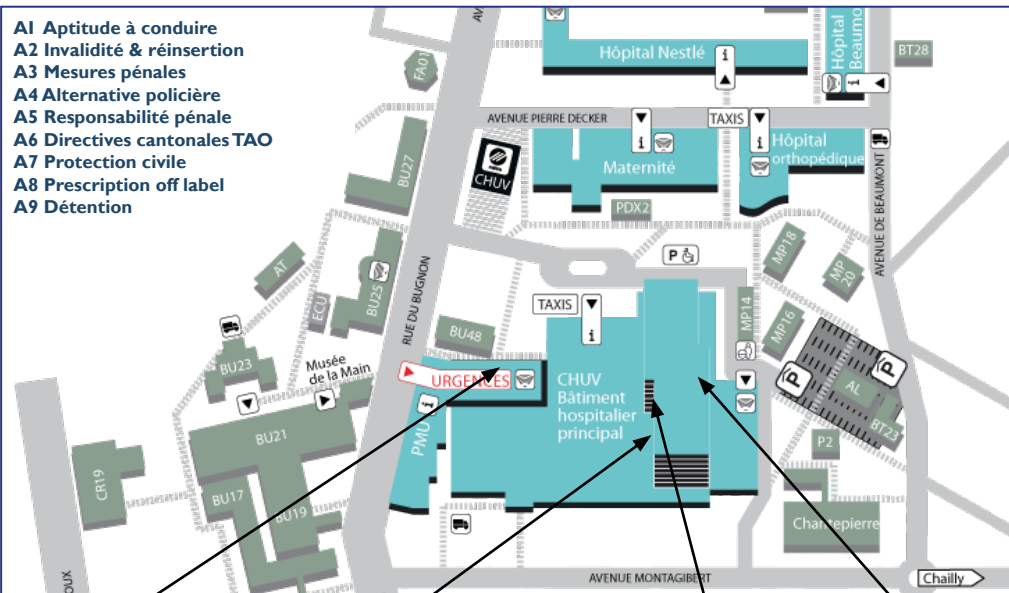 A1 Aptitude à conduire
A2 Invalidité & réinsertion
A3 Mesures pénales
A4 Alternative policière
A5 Responsabilité pénale
A6 Directives cantonales TAO
A7 Protection civile
A8 Prescription off label
A9 Détention
AV
FA01
Hôpital Nestlé
i
Hôpital
Beaumo
i
BT28
AVENUE PIERRE DECKER
TAXIS
i
i
Maternité
Hôpital
orthopédique
BU27
CHUV
PDX2
AVENUE DE BEAUMONT
MP18
MP
20
AT
ECU
BU25
RUE DU BUGNON
P
TAXIS
i
MP14
MP16
BU48
BU23
Musée
de la Main
URGENCES
i
PMU
CHUV
Bâtiment
hospitalier
principal
P
P
AL
BT23
P2
BU21
CR19
BU17
BU19
Chantepierre
OUX
AVENUE MONTAGIBERT
Chailly